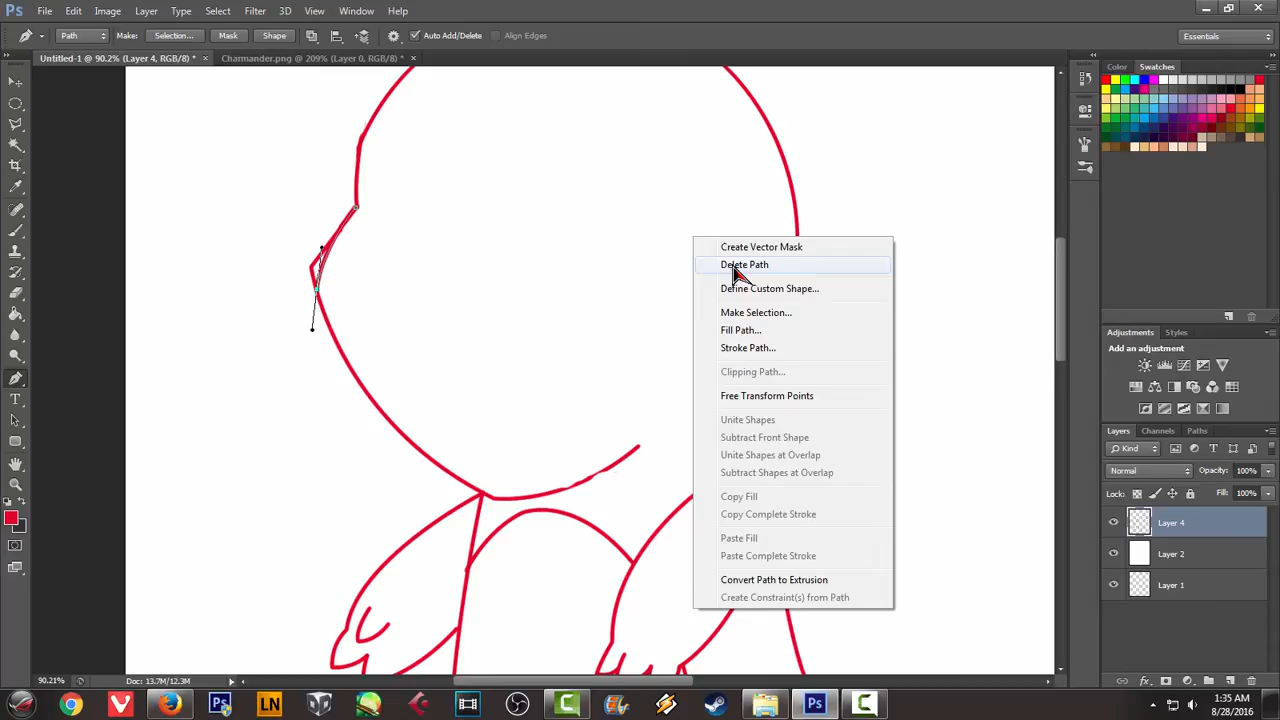 Ps File Edit Image Layer Type Select Filter 3D View Window Help
Path Make: Selection... Mask Shape Auto Add/Delete Align Edges Essentials
Untitled-1 @ 90.2% (Layer 4, RGB/8) * × Charmander.png @ 209% (Layer 0, RGB/8) * ×
Color Swatches
Create Vector Mask
Delete Path
Define Custom Shape...
Make Selection...
Fill Path...
Stroke Path...
Clipping Path...
Free Transform Points
Unite Shapes
Subtract Front Shape
Unite Shapes at Overlap
Subtract Shapes at Overlap
Copy Fill
Copy Complete Stroke
Paste Fill
Paste Complete Stroke
Convert Path to Extrusion
Create Constraint(s) from Path
Adjustments Styles
Add an adjustment
Layers Channels Paths
Kind
Normal Opacity: 100%
Lock: Fill: 100%
Layer 4
Layer 2
Layer 1
90.21% Doc: 13.7M/12.3M
LN Ps
1:35 AM
8/28/2016